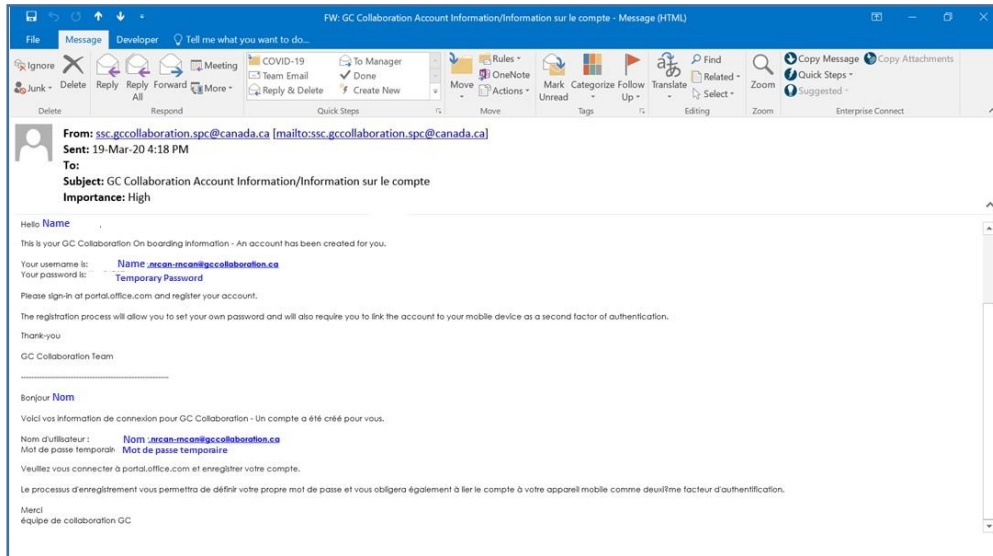 FW: GC Collaboration Account Information/Information sur le compte - Message (HTML)
File Message Developer Tell me what you want to do...
Ignore
Junk
Delete
Reply
Reply All
Forward
Meeting
More
COVID-19
Team Email
Reply & Delete
To Manager
Done
Create New
Move
Rules
OneNote
Actions
Mark Unread
Categorize
Follow Up
Translate
Find
Related
Select
Zoom
Copy Message
Copy Attachments
Quick Steps
Suggested
Delete Respond Quick Steps Move Tags Editing Zoom Enterprise Connect
From: ssc.gccollaboration.spc@canada.ca [mailto:ssc.gccollaboration.spc@canada.ca]
Sent: 19-Mar-20 4:18 PM
To:
Subject: GC Collaboration Account Information/Information sur le compte
Importance: High
Hello Name ,
This is your GC Collaboration On boarding information - An account has been created for you.
Your username is: Name .nrcan-rncan@gccollaboration.ca
Your password is: Temporary Password
Please sign-in at portal.office.com and register your account.
The registration process will allow you to set your own password and will also require you to link the account to your mobile device as a second factor of authentication.
Thank-you
GC Collaboration Team
--------------------------------------------------------
Bonjour Nom
Voici vos information de connexion pour GC Collaboration - Un compte a été créé pour vous.
Nom d'utilisateur : Nom .nrcan-rncan@gccollaboration.ca
Mot de passe temporair Mot de passe temporaire
Veuillez vous connecter à portal.office.com et enregistrer votre compte.
Le processus d'enregistrement vous permettra de définir votre propre mot de passe et vous obligera également à lier le compte à votre appareil mobile comme deuxi?me facteur d'authentification.
Merci
équipe de collaboration GC